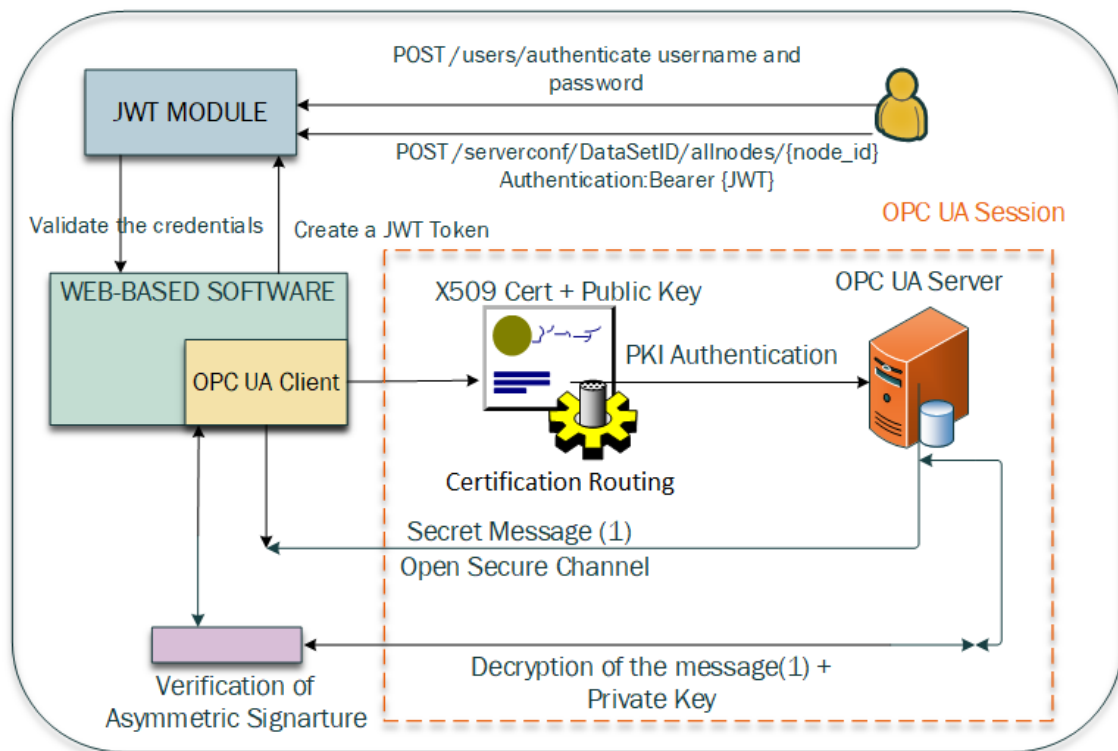 POST /users/authenticate username and
password
JWT MODULE
POST /serverconf/DataSetID/allnodes/{node_id}
Authentication:Bearer {JWT}
Validate the credentials
Create a JWT Token
OPC UA Session
WEB-BASED SOFTWARE
OPC UA Client
X509 Cert + Public Key
OPC UA Server
PKI Authentication
Certification Routing
Secret Message (1)
Open Secure Channel
Verification of
Asymmetric Signarture
Decryption of the message(1) +
Private Key